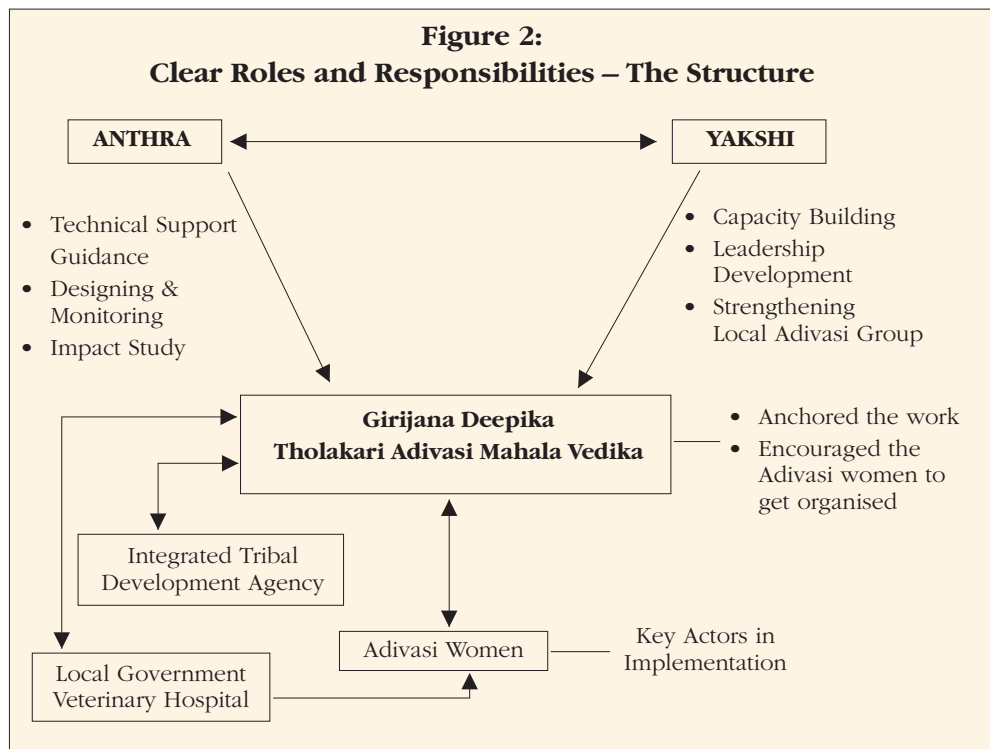 Figure 2:
Clear Roles and Responsibilities – The Structure
ANTHRA
YAKSHI
• Technical Support
Guidance
• Designing &
Monitoring
• Impact Study
• Capacity Building
• Leadership
Development
• Strengthening
Local Adivasi Group
Girijana Deepika
Tholakari Adivasi Mahala Vedika
• Anchored the work
• Encouraged the
Adivasi women to
get organised
Integrated Tribal
Development Agency
Adivasi Women
Key Actors in
Implementation
Local Government
Veterinary Hospital